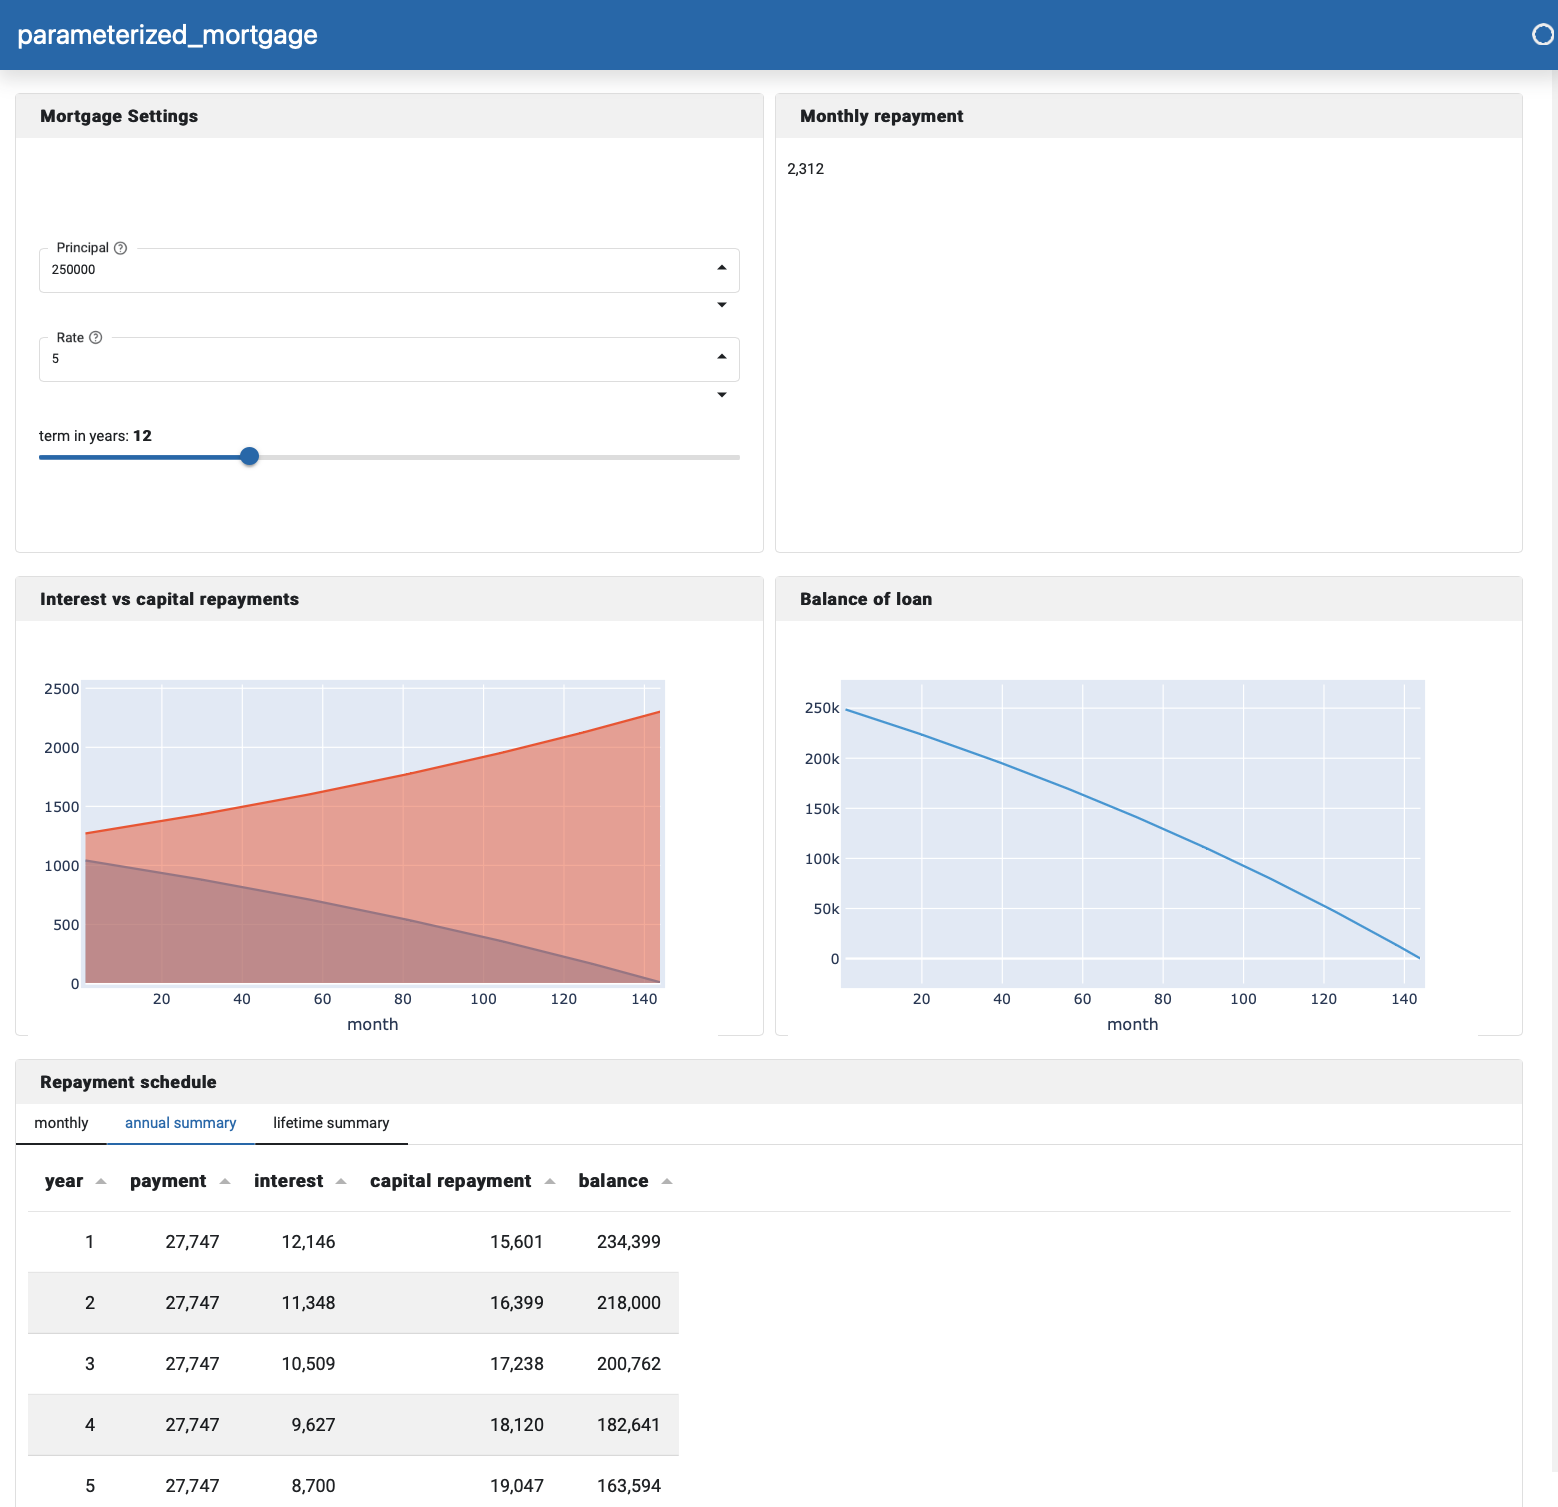 parameterized_mortgage
Mortgage Settings
Principal
250000
Rate
5
term in years: 12
Monthly repayment
2,312
Interest vs capital repayments
2500
2000
1500
1000
500
0
20 40 60 80 100 120 140
month
Balance of loan
250k
200k
150k
100k
50k
0
20 40 60 80 100 120 140
month
Repayment schedule
monthly annual summary lifetime summary
year payment interest capital repayment balance
1 27,747 12,146 15,601 234,399
2 27,747 11,348 16,399 218,000
3 27,747 10,509 17,238 200,762
4 27,747 9,627 18,120 182,641
5 27,747 8,700 19,047 163,594